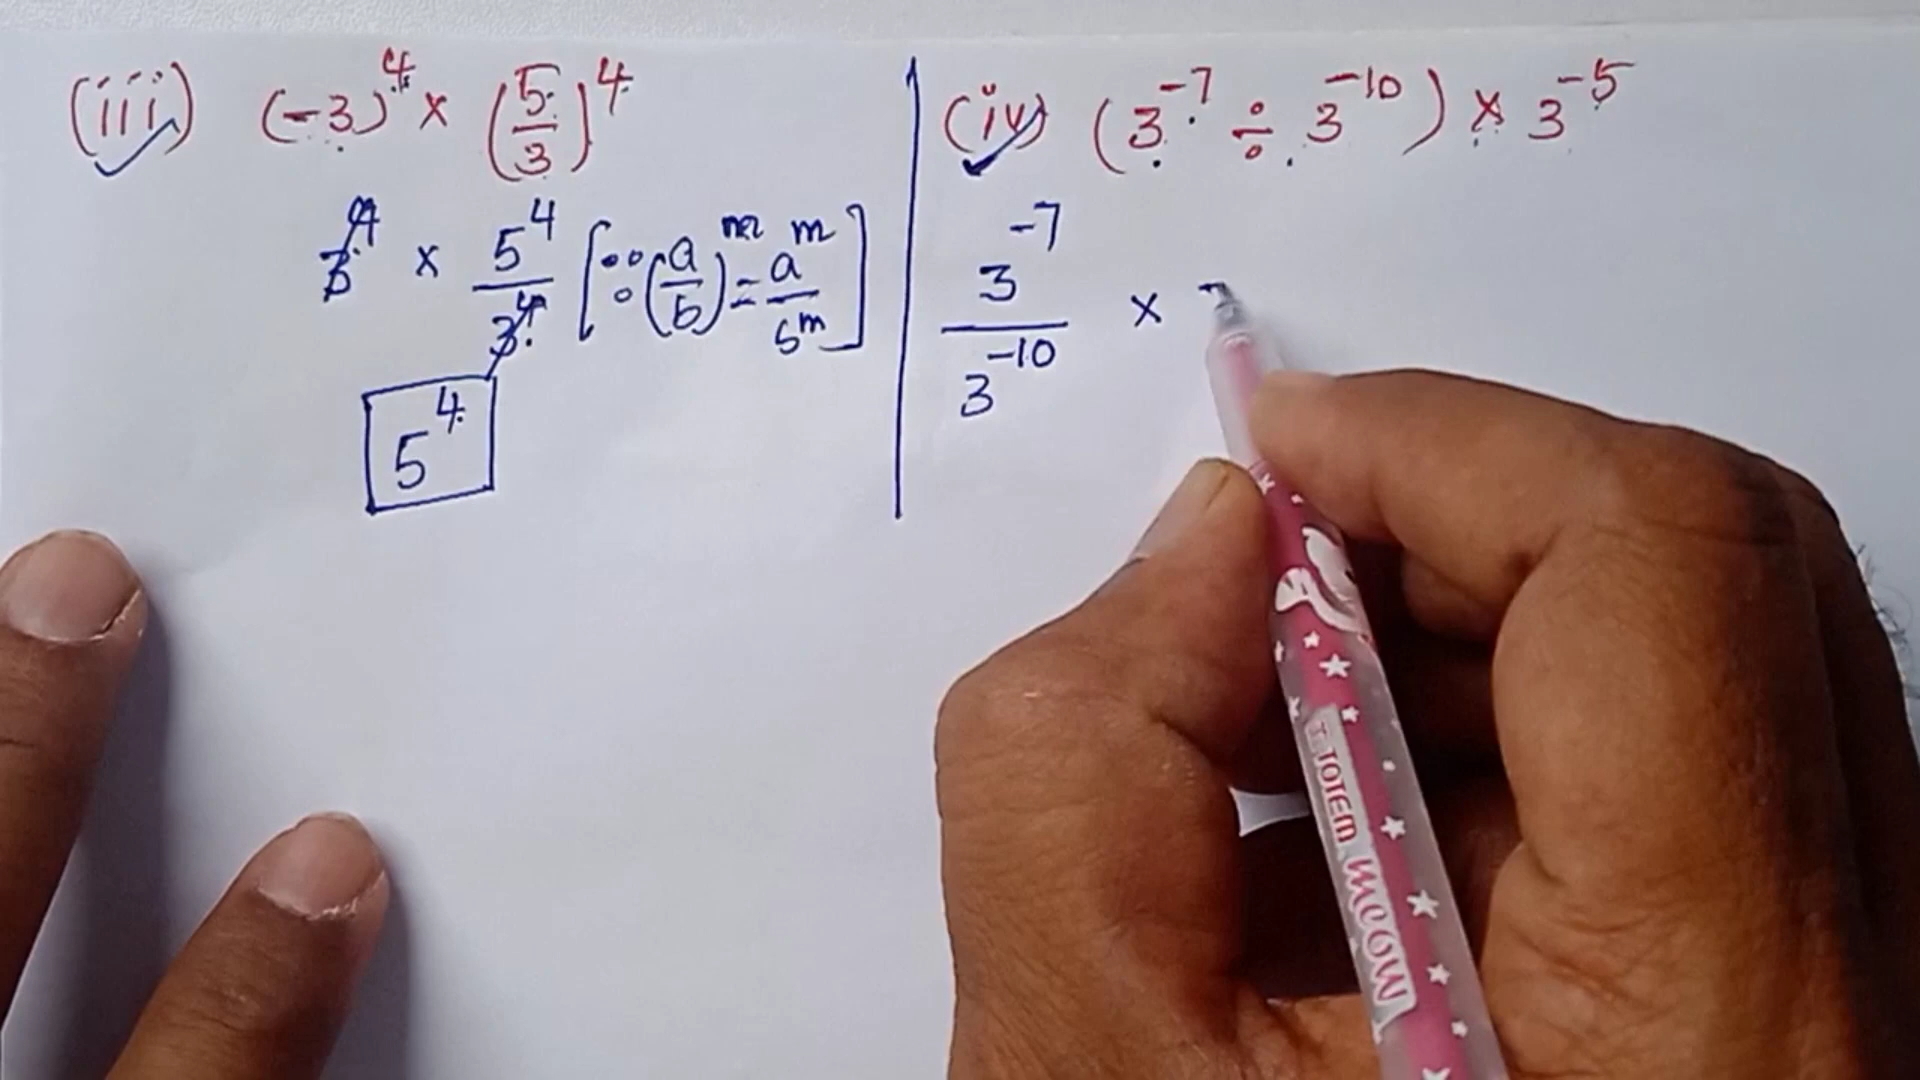 (iii) (-3)^4 × (5/3)^4
3^4 × 5^4/3^4 [∵ (a/b)^m = a^m/b^m]
5^4
(iv) (3^-7 ÷ 3^-10) × 3^-5
3^-7/3^-10 ×
TOTEM meow